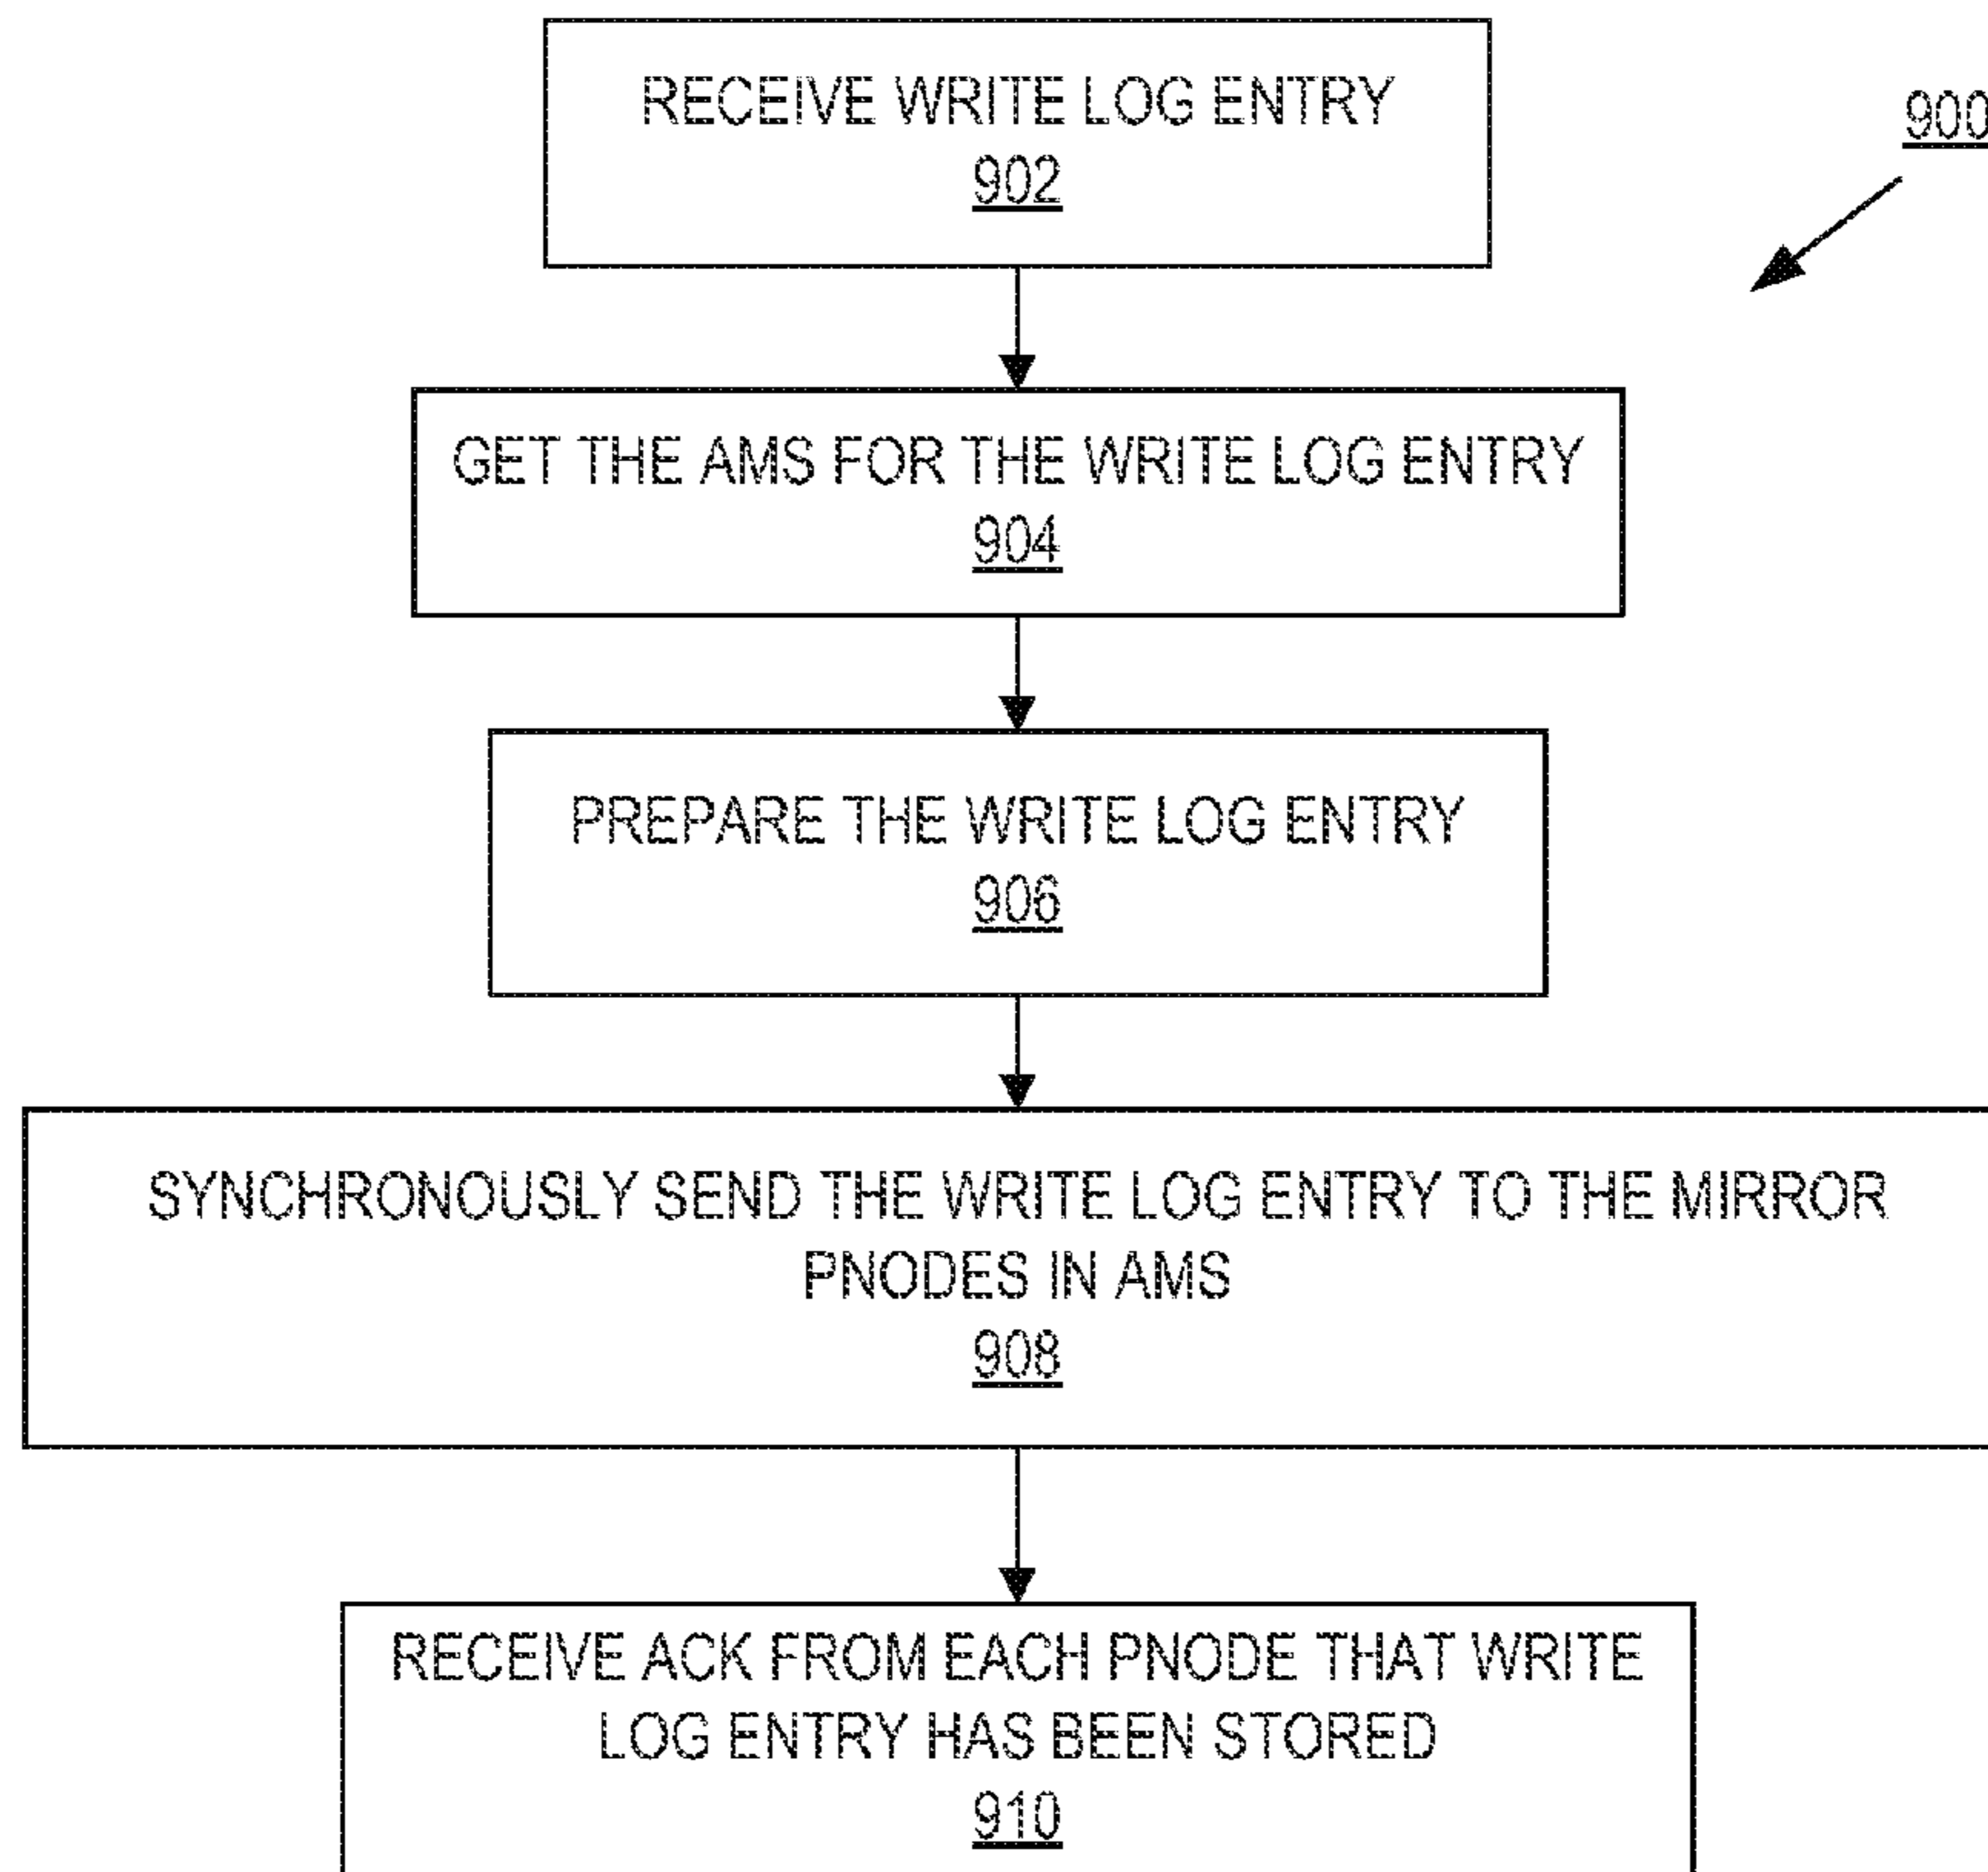 RECEIVE WRITE LOG ENTRY
902
900
GET THE AMS FOR THE WRITE LOG ENTRY
904
PREPARE THE WRITE LOG ENTRY
906
SYNCHRONOUSLY SEND THE WRITE LOG ENTRY TO THE MIRROR
PNODES IN AMS
908
RECEIVE ACK FROM EACH PNODE THAT WRITE
LOG ENTRY HAS BEEN STORED
910